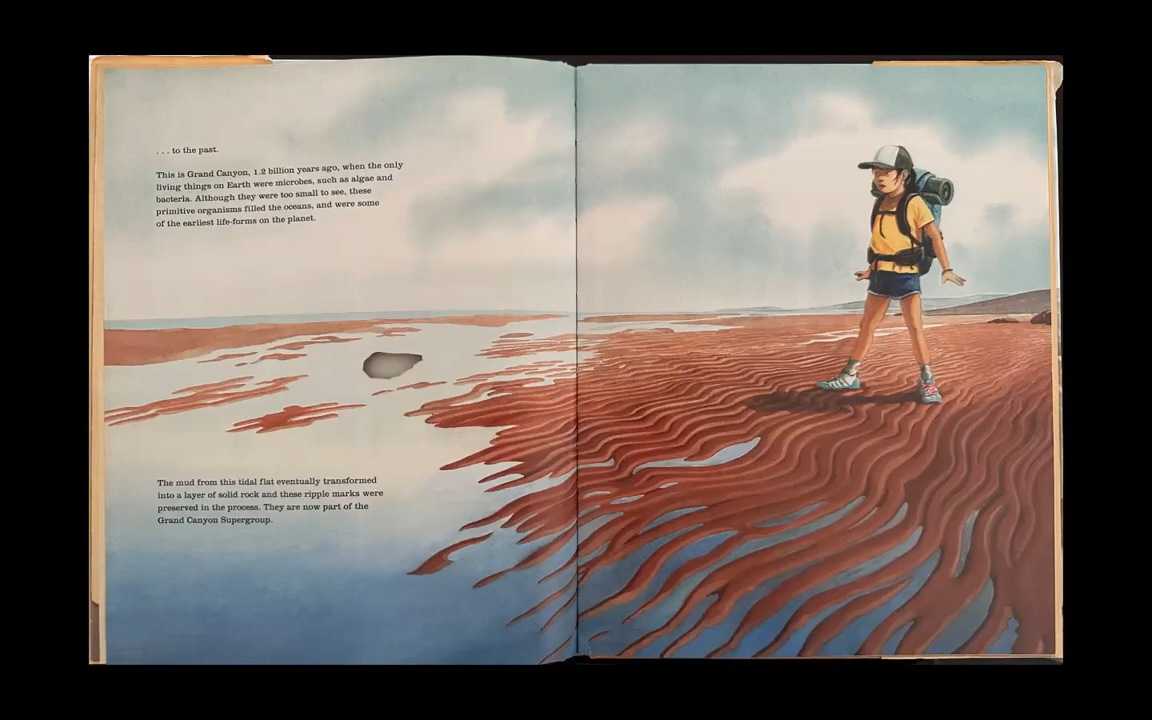 . . . to the past.
This is Grand Canyon, 1.2 billion years ago, when the only
living things on Earth were microbes, such as algae and
bacteria. Although they were too small to see, these
primitive organisms filled the oceans, and were some
of the earliest life-forms on the planet.
The mud from this tidal flat eventually transformed
into a layer of solid rock and these ripple marks were
preserved in the process. They are now part of the
Grand Canyon Supergroup.